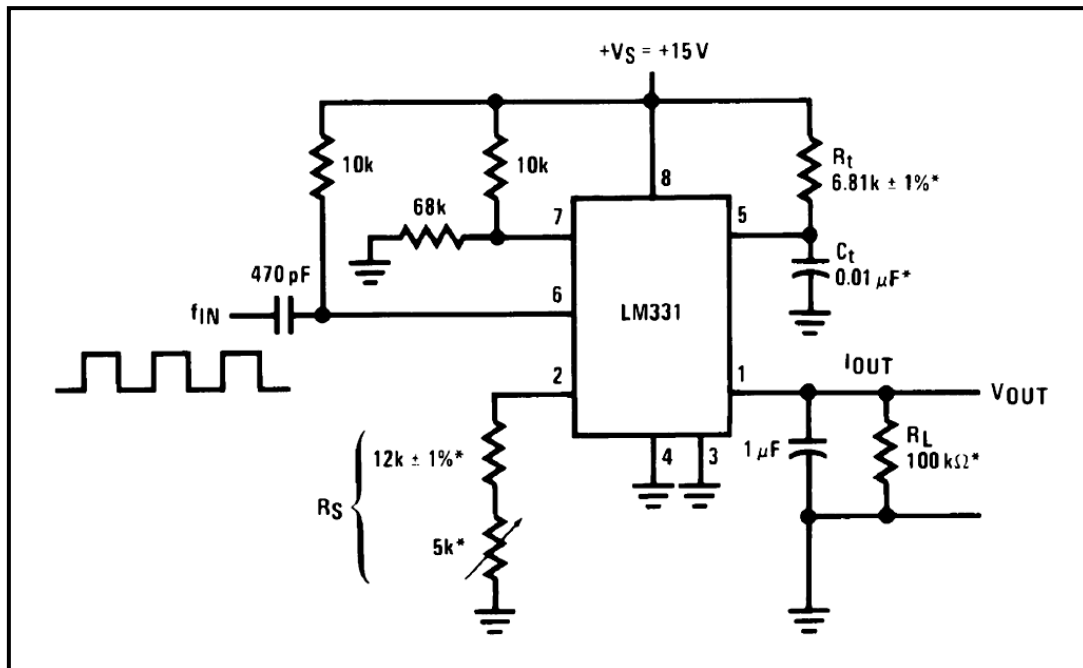 +VS = +15 V
10k
10k
Rt
6.81k ± 1%*
8
68k
7
5
Ct
0.01 μF*
470 pF
fIN
6
LM331
2
1
IOUT
VOUT
12k ± 1%*
RS
4
3
1 μF
RL
100 kΩ*
5k*